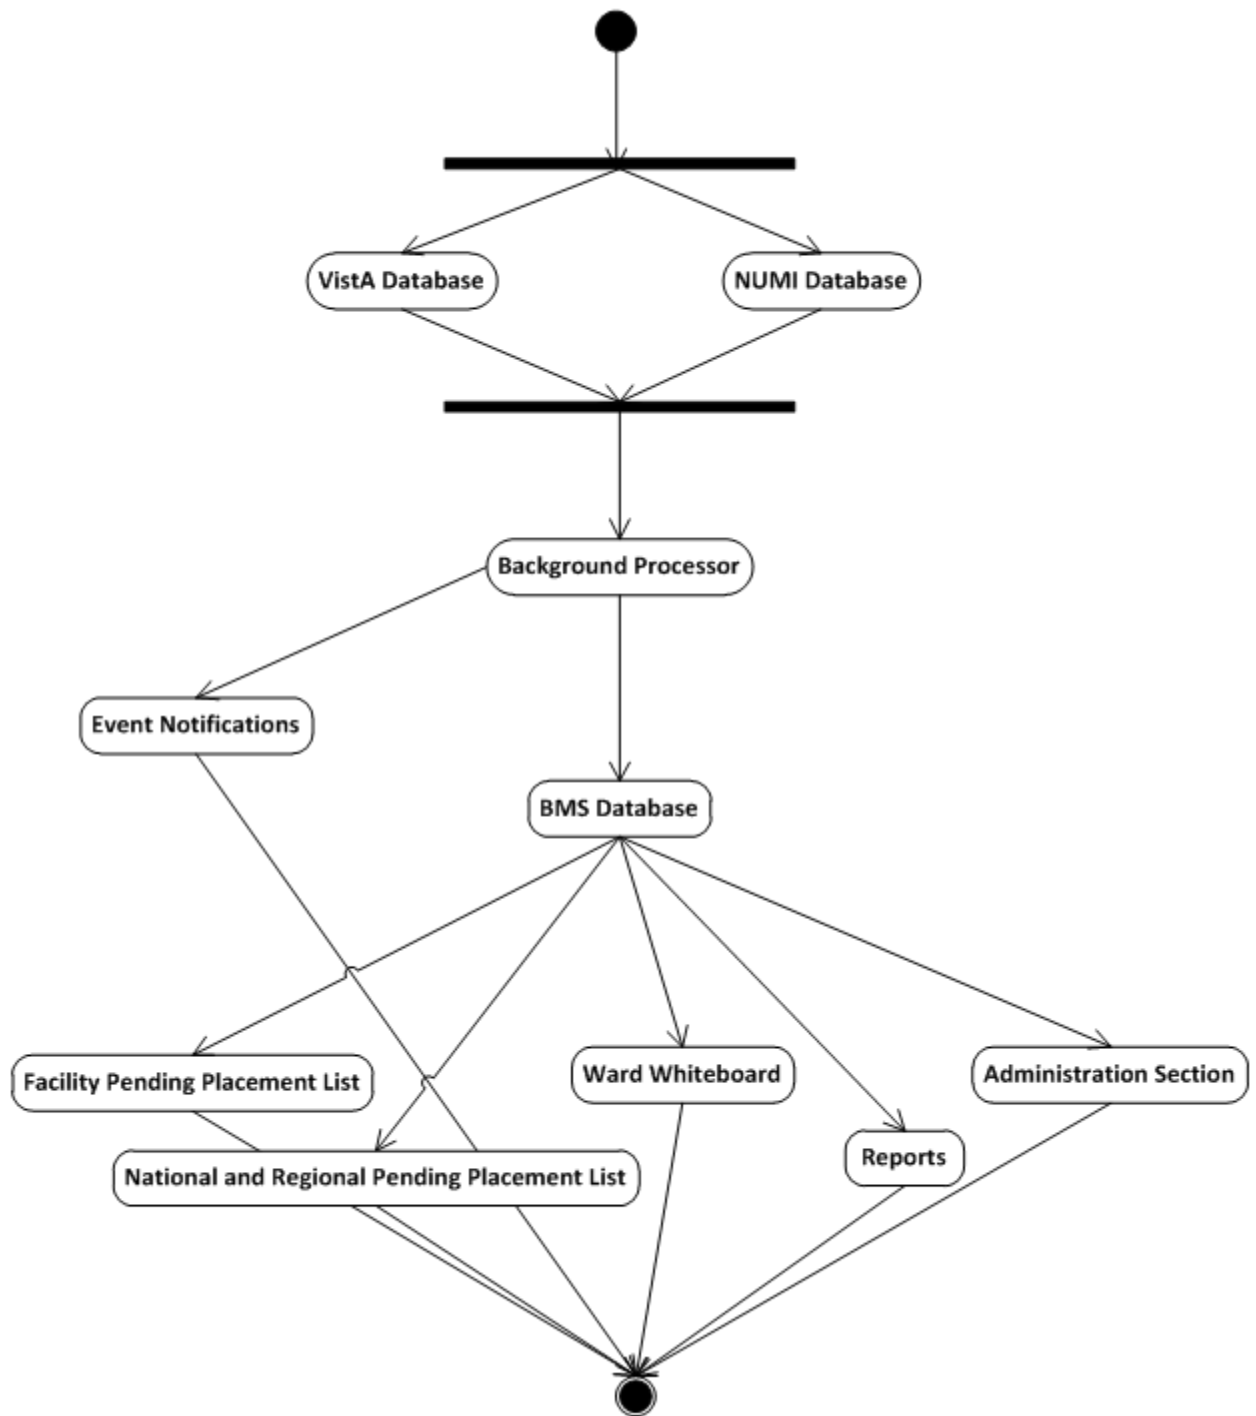 VistA Database
NUMI Database
Background Processor
Event Notifications
BMS Database
Facility Pending Placement List
Ward Whiteboard
Administration Section
National and Regional Pending Placement List
Reports